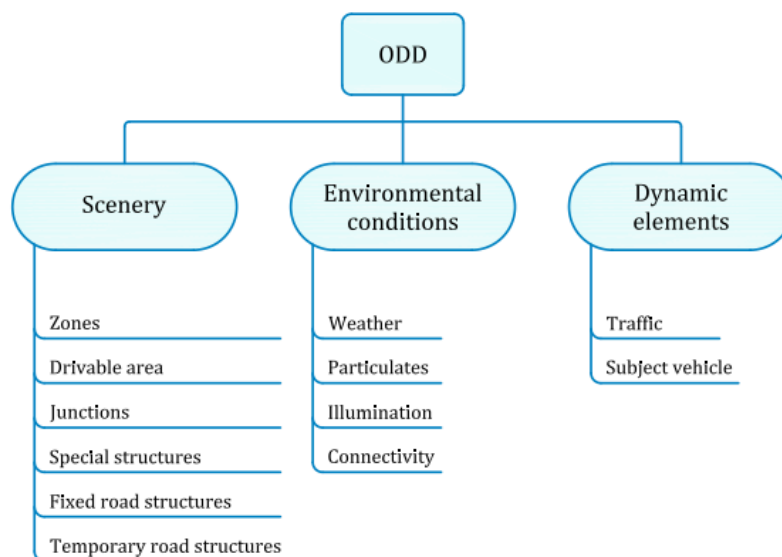 ODD
Scenery
Environmental
conditions
Dynamic
elements
Zones
Drivable area
Junctions
Special structures
Fixed road structures
Temporary road structures
Weather
Particulates
Illumination
Connectivity
Traffic
Subject vehicle